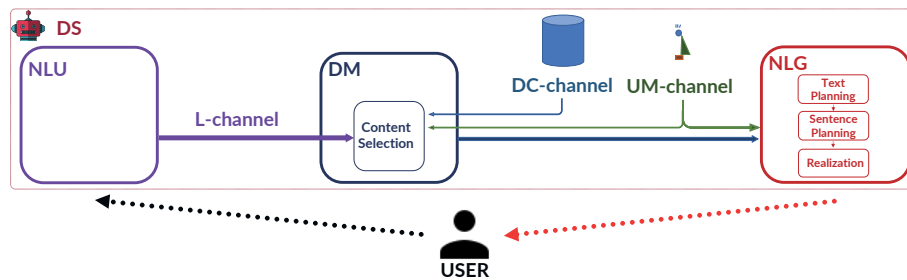 DS
NLU
DM
DC-channel
UM-channel
NLG
Text
Planning
L-channel
Content
Selection
Sentence
Planning
Realization
USER